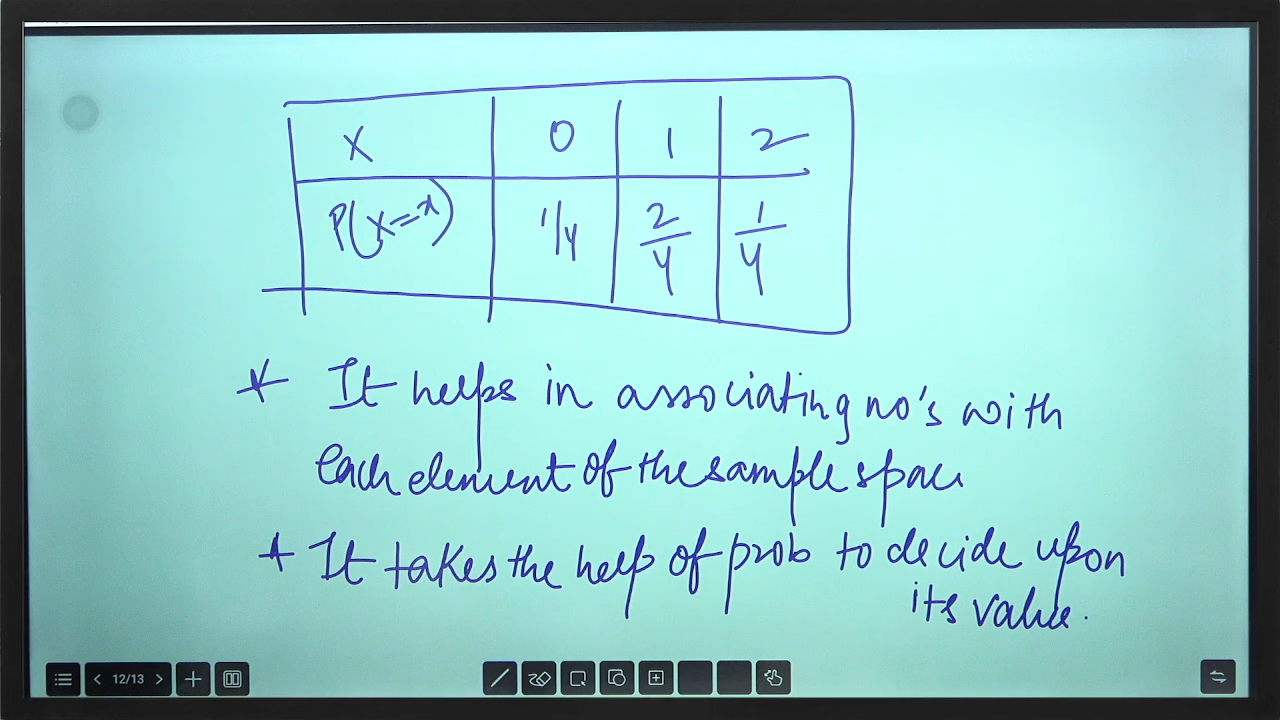 X 0 1 2
P(X=x) 1/4 2/4 1/4
* It helps in associating no's with
each element of the sample space
* It takes the help of prob to decide upon
its value.
12/13